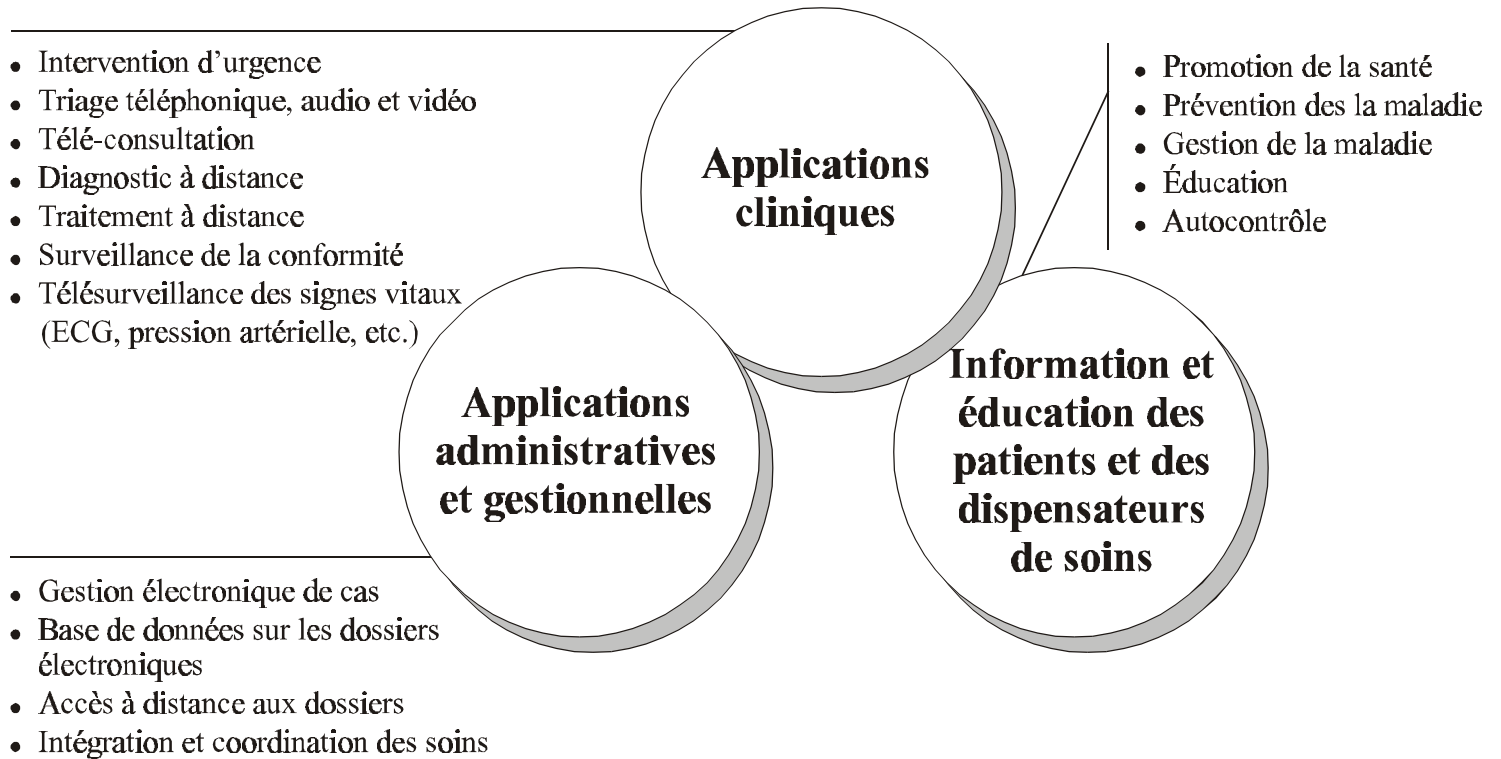 • Intervention d’urgence
• Triage téléphonique, audio et vidéo
• Télé-consultation
• Diagnostic à distance
• Traitement à distance
• Surveillance de la conformité
• Télésurveillance des signes vitaux
(ECG, pression artérielle, etc.)
Applications
cliniques
• Promotion de la santé
• Prévention des la maladie
• Gestion de la maladie
• Éducation
• Autocontrôle
Applications
administratives
et gestionnelles
Information et
éducation des
patients et des
dispensateurs
de soins
• Gestion électronique de cas
• Base de données sur les dossiers
électroniques
• Accès à distance aux dossiers
• Intégration et coordination des soins